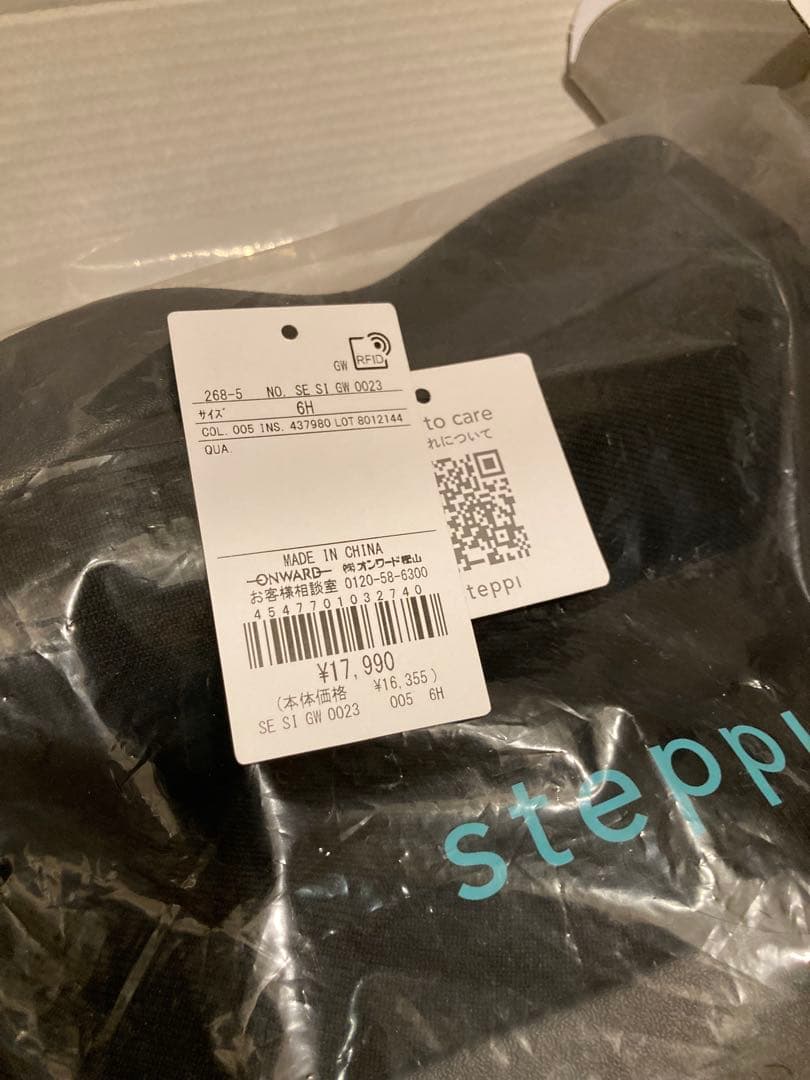 GW RFID
268-5 NO. SE SI GW 0023
サイズ 6H
COL. 005 INS. 437980 LOT 8012144
QUA.
MADE IN CHINA
ONWARD ㈱オンワード樫山
お客様相談室 0120-58-6300
4547701032740
¥17,990
(本体価格 ¥16,355)
SE SI GW 0023 005 6H
to care
れについて
steppi
steppi